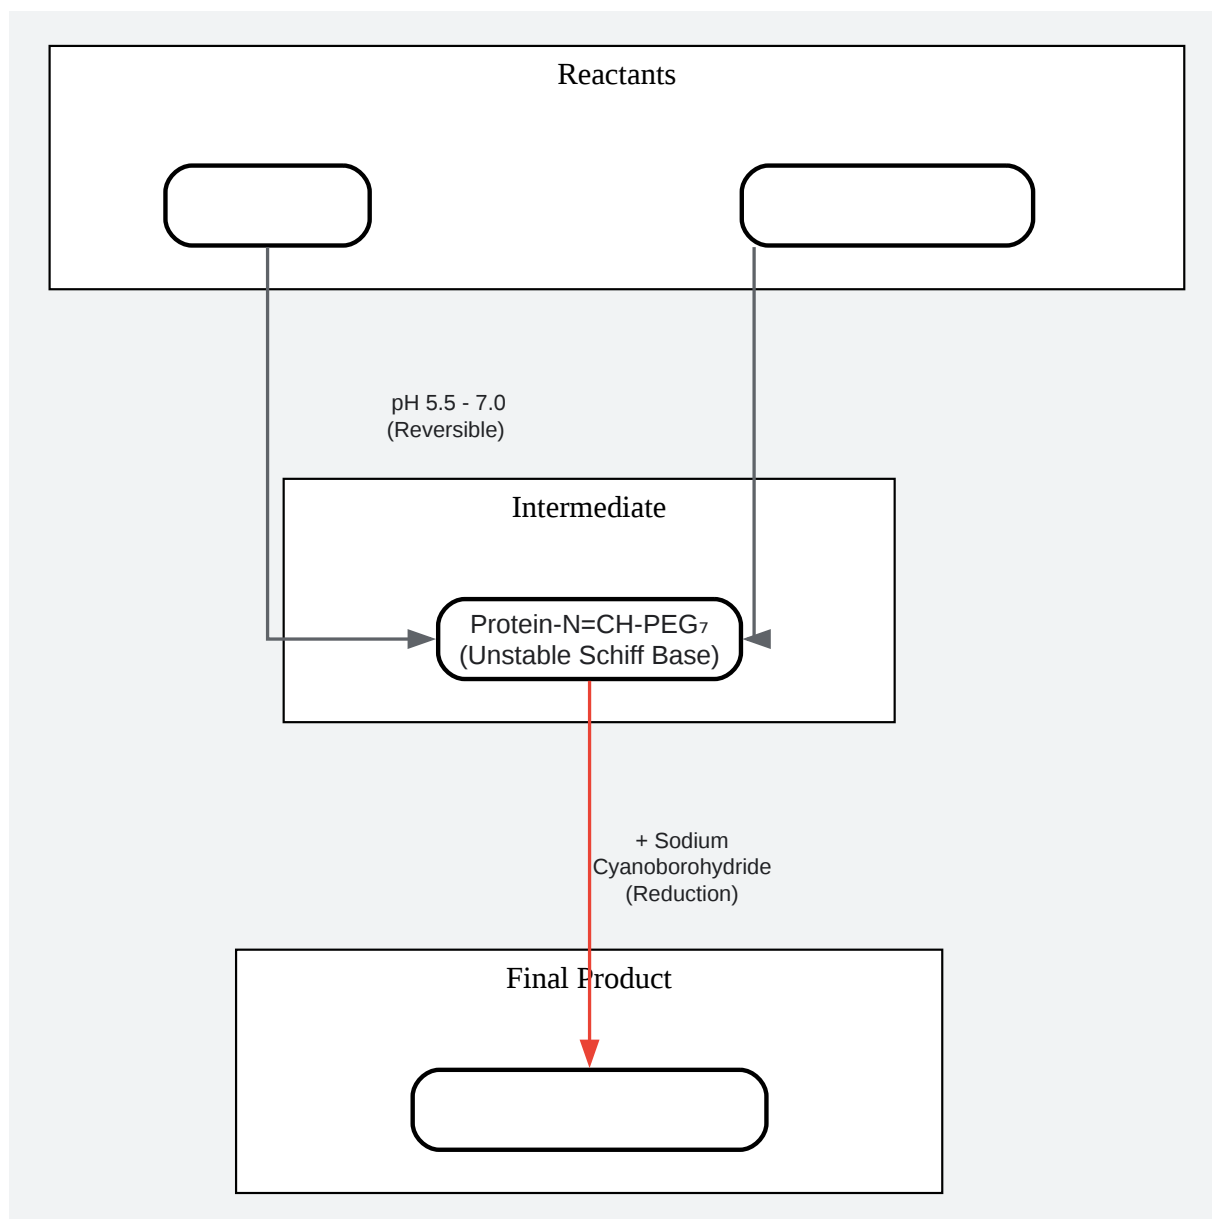 Reactants
pH 5.5 - 7.0
(Reversible)
Intermediate
Protein-N=CH-PEG₇
(Unstable Schiff Base)
+ Sodium
Cyanoborohydride
(Reduction)
Final Product